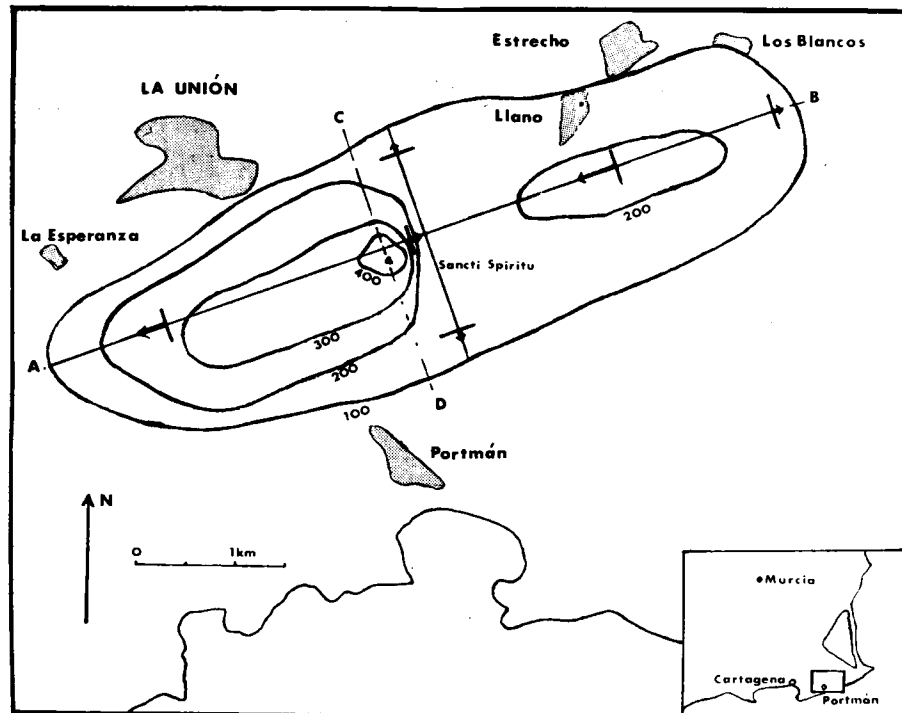 Estrecho
Los Blancos
LA UNIÓN
C
B
Llano
200
La Esperanza
Sancti Spiritu
400
300
200
A
100
D
Portmán
N
0 1km
Murcia
Cartagena
Portmán